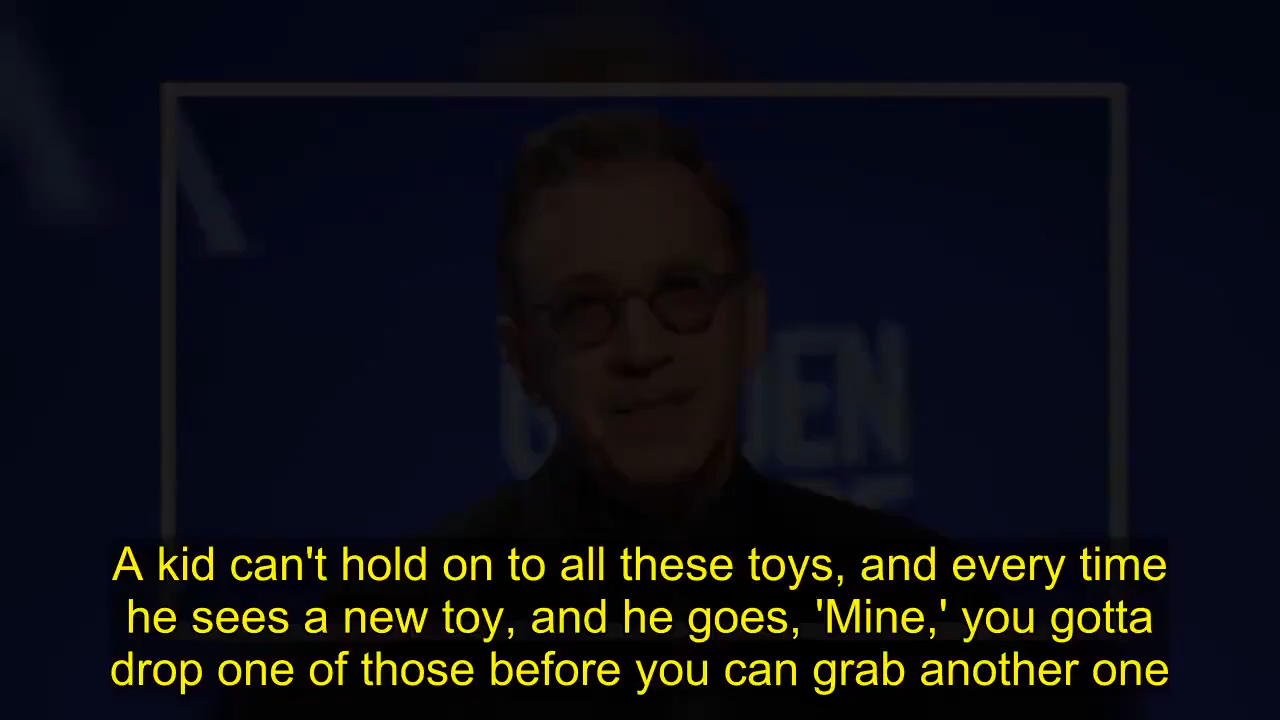 A kid can't hold on to all these toys, and every time
he sees a new toy, and he goes, 'Mine,' you gotta
drop one of those before you can grab another one